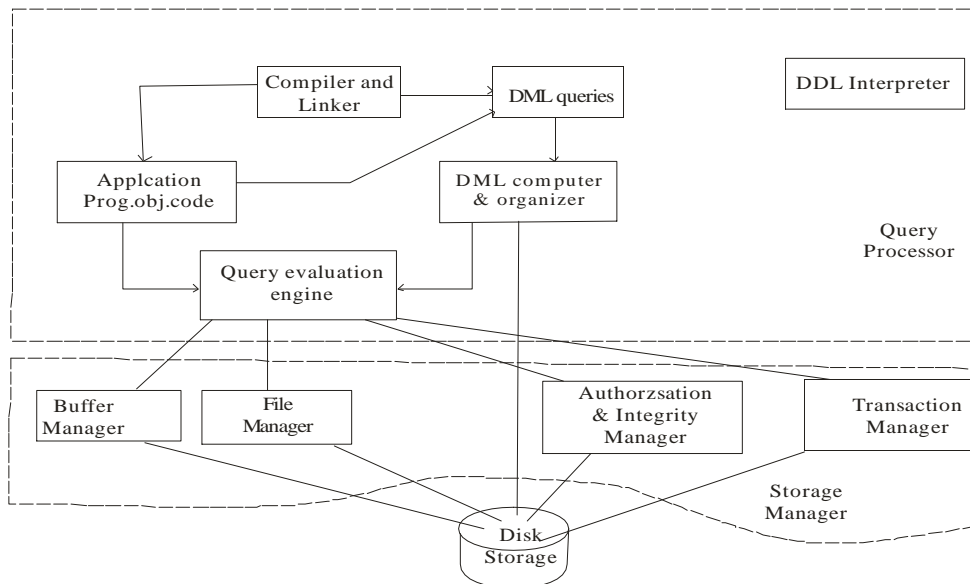 Compiler and
Linker
DML queries
DDL Interpreter
Applcation
Prog.obj.code
DML computer
& organizer
Query
Processor
Query evaluation
engine
Buffer
Manager
File
Manager
Authorzsation
& Integrity
Manager
Transaction
Manager
Storage
Manager
Disk
Storage